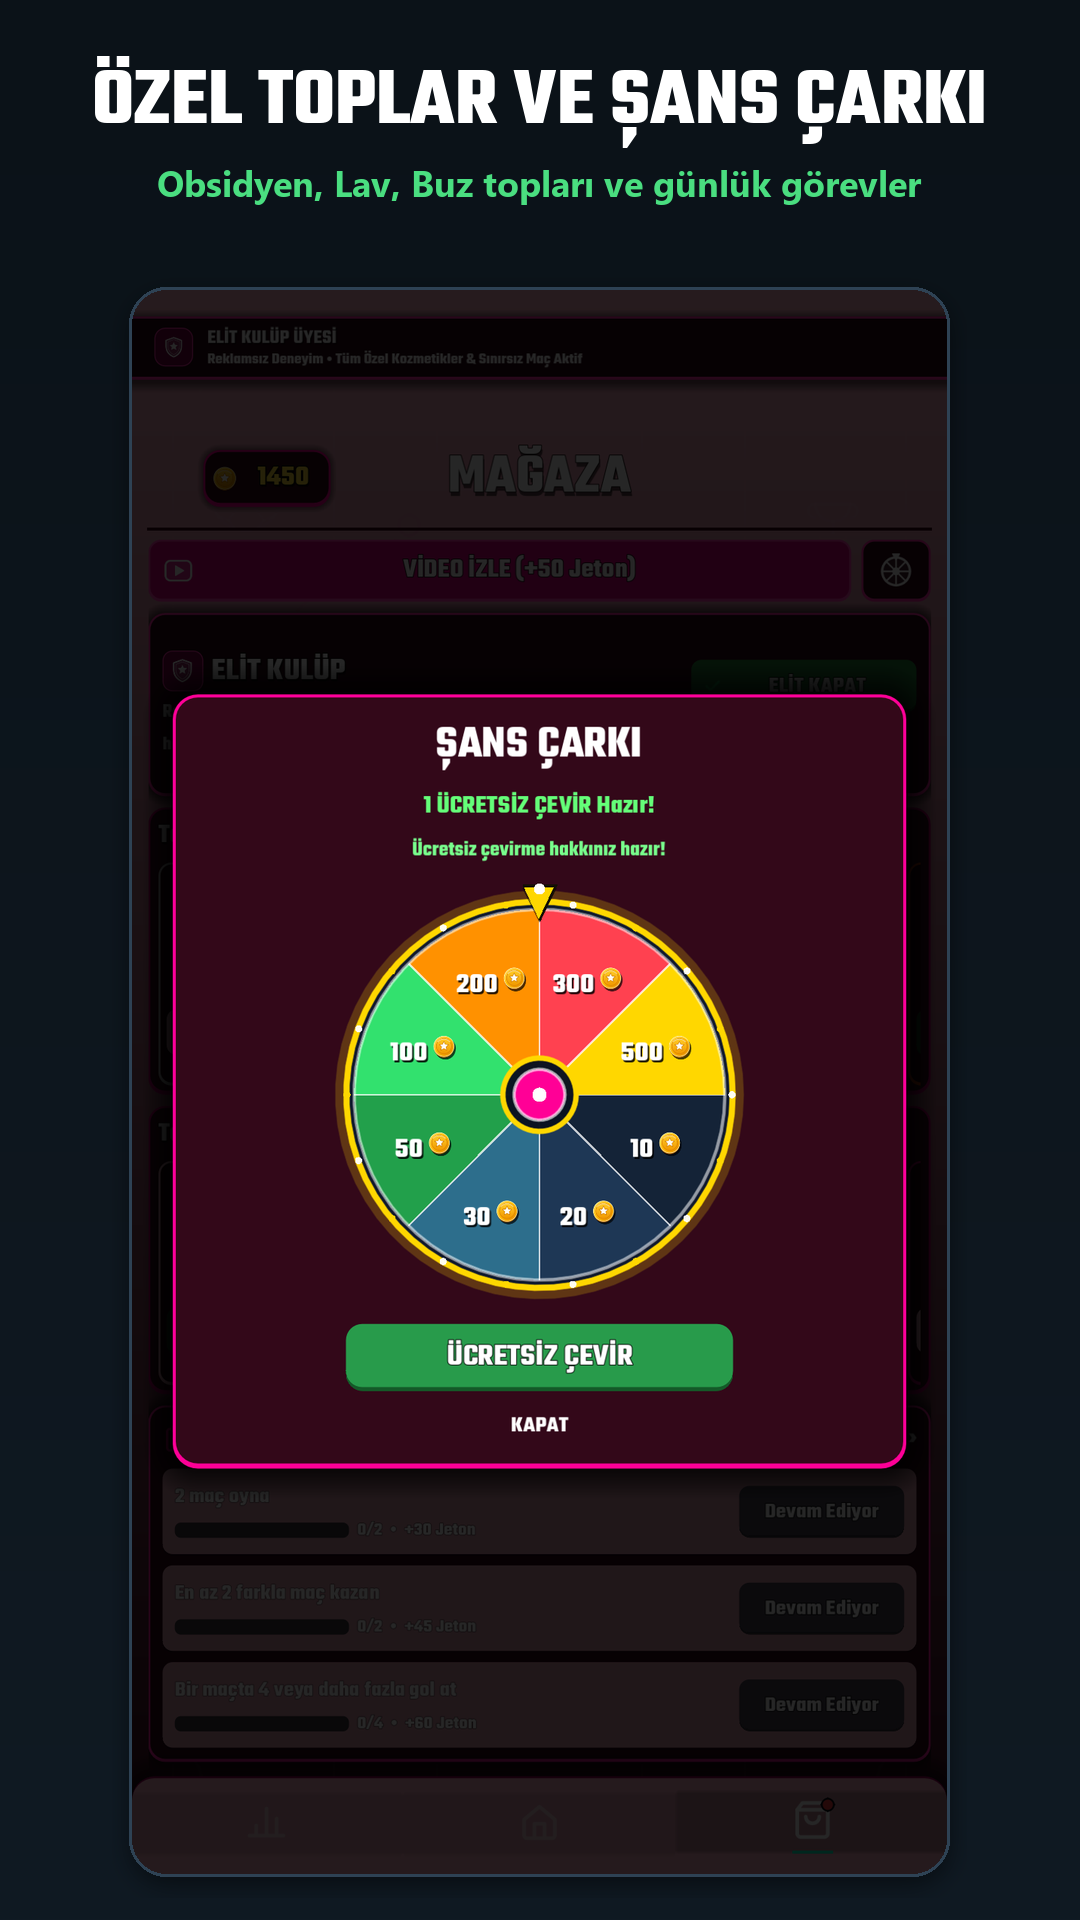 ÖZEL TOPLAR VE ŞANS ÇARKI
Obsidyen, Lav, Buz topları ve günlük görevler
ELİT KULÜP ÜYESİ
Reklamsız Deneyim • Tüm Özel Kozmetikler & Sınırsız Maç Aktif
1450
MAĞAZA
VİDEO İZLE (+50 Jeton)
ELİT KULÜP
ELİT KAPAT
ŞANS ÇARKI
1 ÜCRETSİZ ÇEVİR Hazır!
Ücretsiz çevirme hakkınız hazır!
200
300
100
500
50
10
30
20
ÜCRETSİZ ÇEVİR
KAPAT
2 maç oyna
0/2 • +30 Jeton
Devam Ediyor
En az 2 farkla maç kazan
0/2 • +45 Jeton
Devam Ediyor
Bir maçta 4 veya daha fazla gol at
0/4 • +60 Jeton
Devam Ediyor